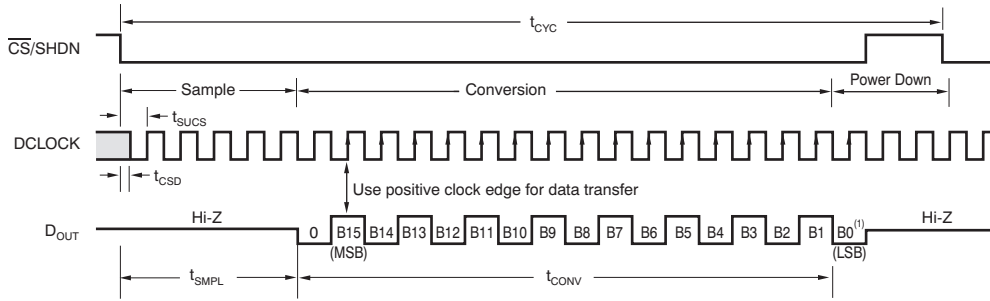 tCYC
CS/SHDN
Sample
Conversion
Power Down
tSUCS
DCLOCK
tCSD
Use positive clock edge for data transfer
Hi-Z
Hi-Z
DOUT
0 B15 B14 B13 B12 B11 B10 B9 B8 B7 B6 B5 B4 B3 B2 B1 B0(1)
(MSB)
(LSB)
tSMPL
tCONV